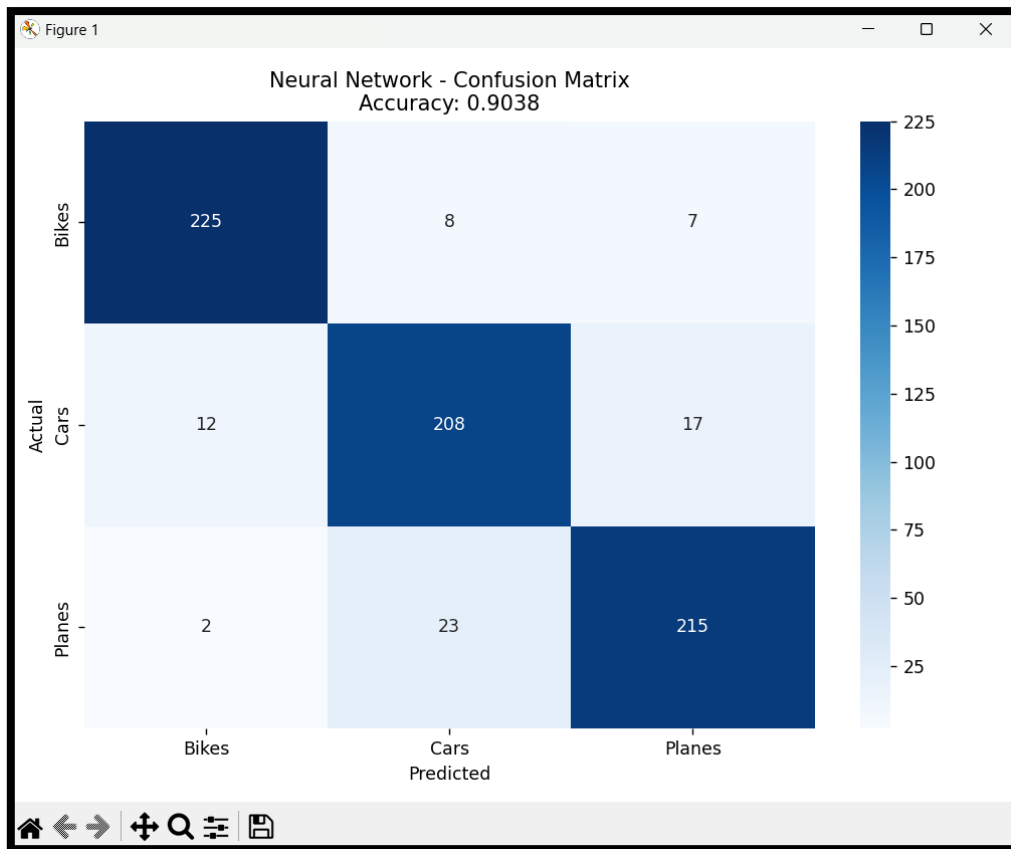 Figure 1
Neural Network - Confusion Matrix
Accuracy: 0.9038
225
200
175
150
125
100
75
50
25
Actual
Bikes
225 8 7
Cars
12 208 17
Planes
2 23 215
Bikes Cars Planes
Predicted